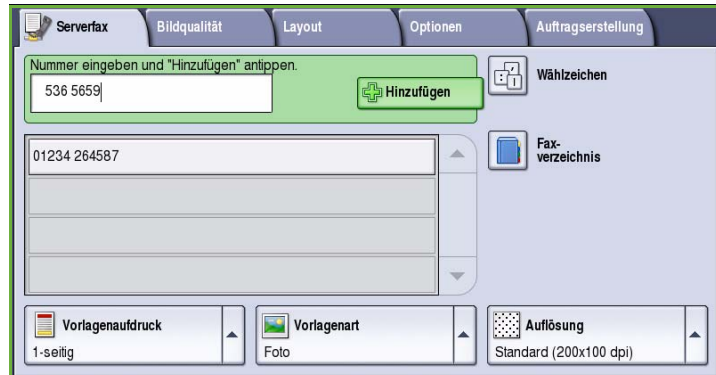 Serverfax
Bildqualität
Layout
Optionen
Auftragserstellung
Nummer eingeben und "Hinzufügen" antippen.
536 5659
Hinzufügen
Wählzeichen
01234 264587
Fax-
verzeichnis
Vorlagenaufdruck
1-seitig
Vorlagenart
Foto
Auflösung
Standard (200x100 dpi)